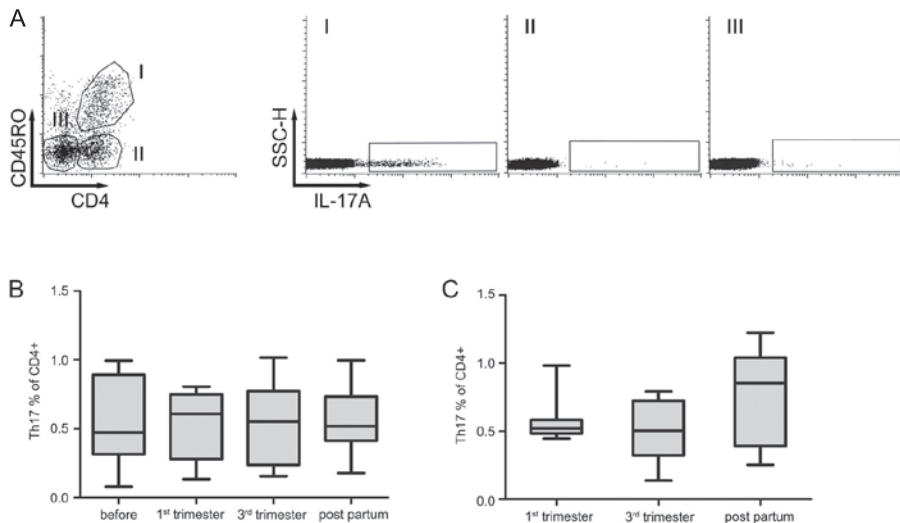 A
CD45RO
CD4
I
II
III
SSC-H
IL-17A
I
II
III
B
Th17 % of CD4+
1.5
1.0
0.5
0.0
before
1st trimester
3rd trimester
post partum
C
Th17 % of CD4+
1.5
1.0
0.5
0.0
1st trimester
3rd trimester
post partum